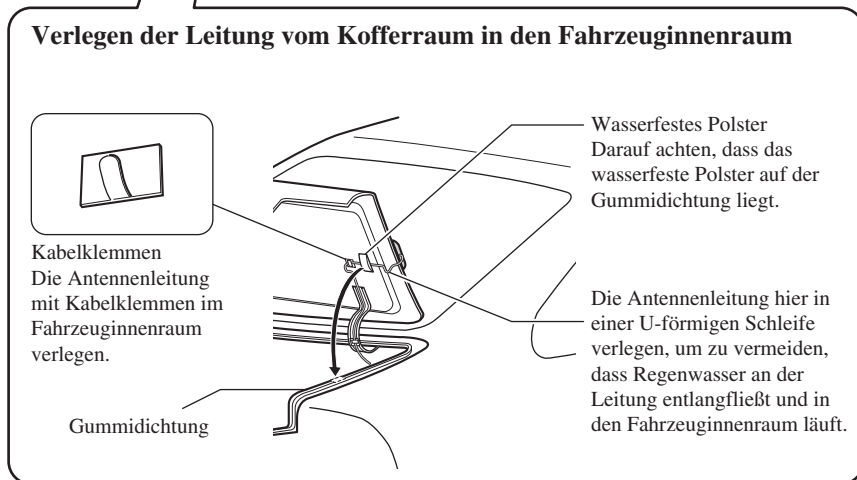 Verlegen der Leitung vom Kofferraum in den Fahrzeuginnenraum
Kabelklemmen
Die Antennenleitung
mit Kabelklemmen im
Fahrzeuginnenraum
verlegen.
Gummidichtung
Wasserfestes Polster
Darauf achten, dass das
wasserfeste Polster auf der
Gummidichtung liegt.
Die Antennenleitung hier in
einer U-förmigen Schleife
verlegen, um zu vermeiden,
dass Regenwasser an der
Leitung entlangfließt und in
den Fahrzeuginnenraum läuft.